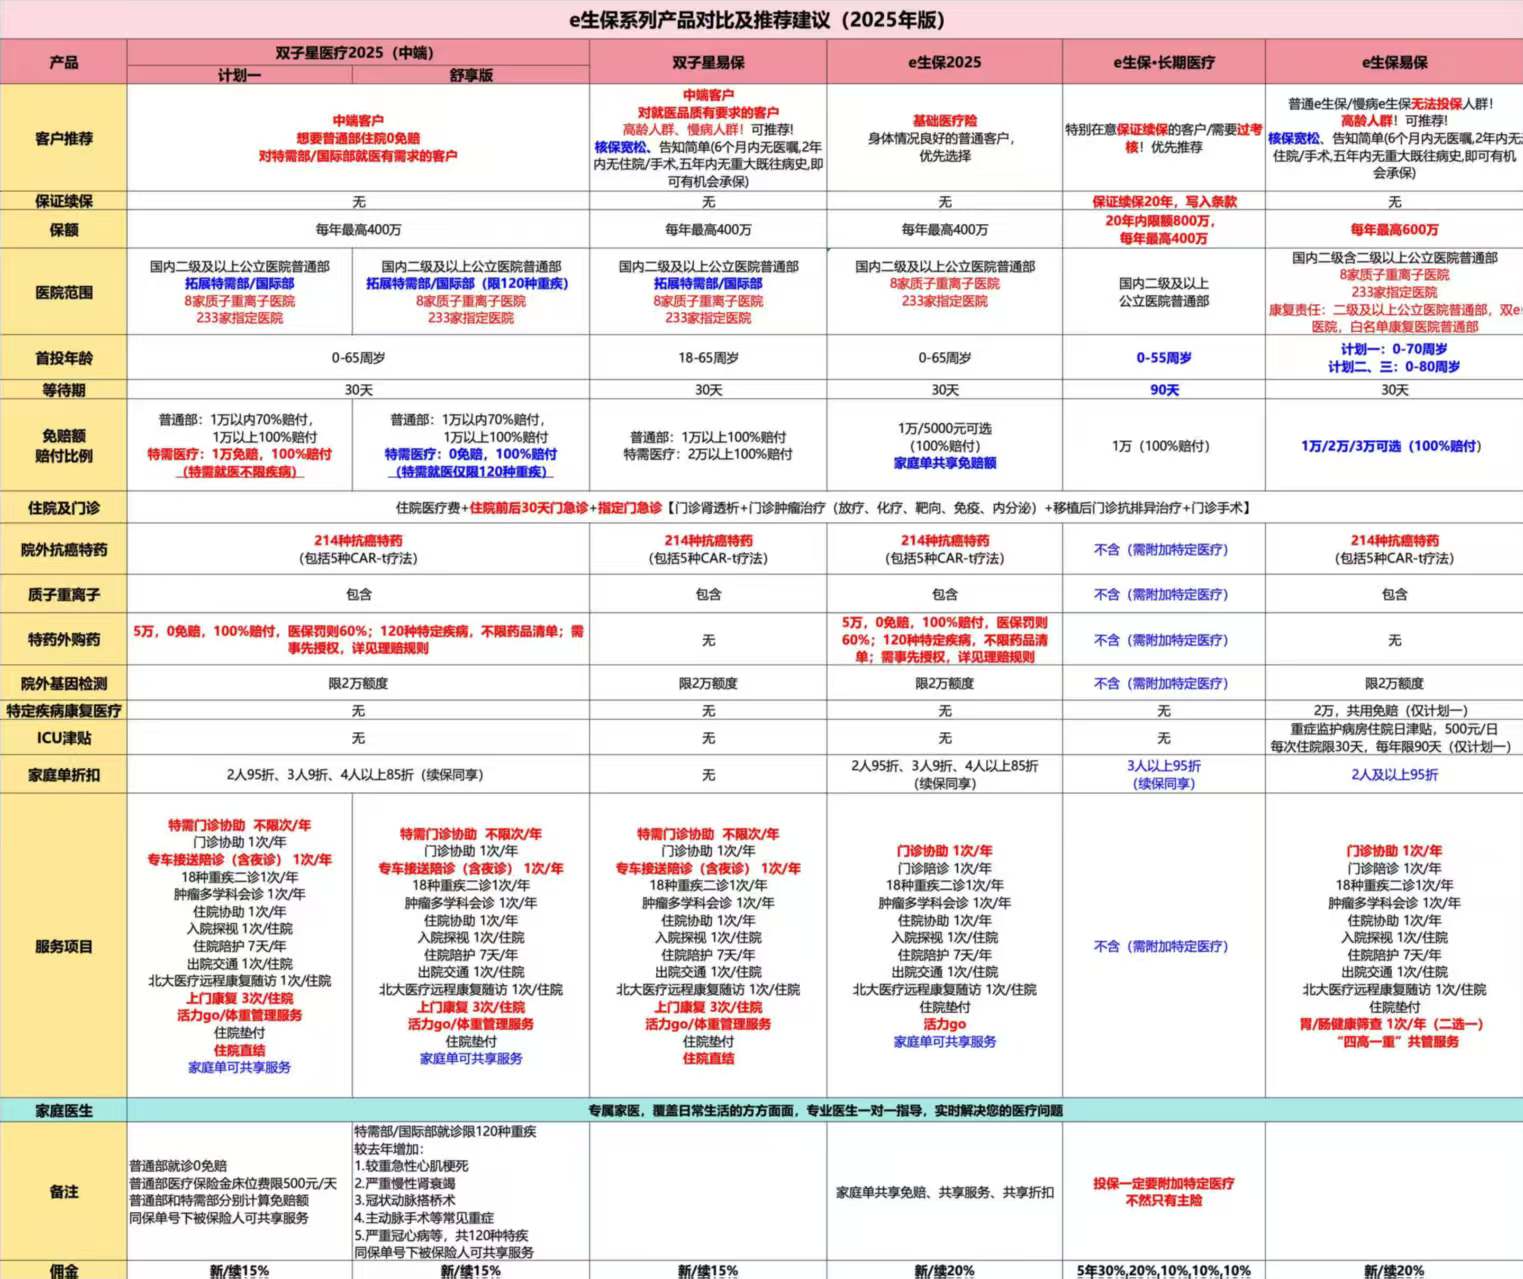 e生保系列产品对比及推荐建议（2025年版）
产品
双子星医疗2025（中端）
计划一
舒享版
双子星易保
e生保2025
e生保·长期医疗
e生保易保
客户推荐
中端客户
想要普通部住院0免赔
对特需部/国际部就医有需求的客户
中端客户
对就医品质有要求的客户
高龄人群、慢病人群！可推荐!
核保宽松、告知简单(6个月内无医嘱,2年
内无住院/手术,五年内无重大既往病史,即
可有机会承保)
基础医疗险
身体情况良好的普通客户，
优先选择
特别在意保证续保的客户/需要过考
核！优先推荐
普通e生保/慢病e生保无法投保人群!
高龄人群！可推荐!
核保宽松、告知简单(6个月内无医嘱,2年内无
住院/手术,五年内无重大既往病史,即可有机
会承保)
保证续保
无
无
无
保证续保20年，写入条款
无
保额
每年最高400万
每年最高400万
每年最高400万
20年内限额800万，
每年最高400万
每年最高600万
医院范围
国内二级及以上公立医院普通部
拓展特需部/国际部
8家质子重离子医院
233家指定医院
国内二级及以上公立医院普通部
拓展特需部/国际部（限120种重疾）
8家质子重离子医院
233家指定医院
国内二级及以上公立医院普通部
拓展特需部/国际部
8家质子重离子医院
233家指定医院
国内二级及以上公立医院普通部
8家质子重离子医院
233家指定医院
国内二级及以上
公立医院普通部
国内二级含二级以上公立医院普通部
8家质子重离子医院
233家指定医院
康复责任：二级及以上公立医院普通部，双e
医院，白名单康复医院普通部
首投年龄
0-65周岁
18-65周岁
0-65周岁
0-55周岁
计划一：0-70周岁
计划二、三：0-80周岁
等待期
30天
30天
30天
90天
30天
免赔额
赔付比例
普通部：1万以内70%赔付，
1万以上100%赔付
特需医疗：1万免赔，100%赔付
（特需就医不限疾病）
普通部：1万以内70%赔付，
1万以上100%赔付
特需医疗：0免赔，100%赔付
（特需就医仅限120种重疾）
普通部：1万以上100%赔付
特需医疗：2万以上100%赔付
1万/5000元可选
（100%赔付）
家庭单共享免赔额
1万（100%赔付）
1万/2万/3万可选（100%赔付）
住院及门诊
住院医疗费+住院前后30天门急诊+指定门急诊【门诊肾透析+门诊肿瘤治疗（放疗、化疗、靶向、免疫、内分泌）+移植后门诊抗排异治疗+门诊手术】
院外抗癌特药
214种抗癌特药
（包括5种CAR-t疗法）
214种抗癌特药
（包括5种CAR-t疗法）
214种抗癌特药
（包括5种CAR-t疗法）
不含（需附加特定医疗）
214种抗癌特药
（包括5种CAR-t疗法）
质子重离子
包含
包含
包含
不含（需附加特定医疗）
包含
特药外购药
5万，0免赔，100%赔付，医保罚则60%；120种特定疾病，不限药品清单；需
事先授权，详见理赔规则
无
5万，0免赔，100%赔付，医保罚则
60%；120种特定疾病，不限药品清
单；需事先授权，详见理赔规则
不含（需附加特定医疗）
无
院外基因检测
限2万额度
限2万额度
限2万额度
不含（需附加特定医疗）
限2万额度
特定疾病康复医疗
无
无
无
无
2万，共用免赔（仅计划一）
ICU津贴
无
无
无
无
重症监护病房住院日津贴，500元/日
每次住院限30天，每年限90天（仅计划一）
家庭单折扣
2人95折、3人9折、4人以上85折（续保同享）
无
2人95折、3人9折、4人以上85折
（续保同享）
3人以上95折
（续保同享）
2人及以上95折
服务项目
特需门诊协助 不限次/年
门诊协助 1次/年
专车接送陪诊（含夜诊） 1次/年
18种重疾二诊1次/年
肿瘤多学科会诊 1次/年
住院协助 1次/年
入院探视 1次/住院
住院陪护 7天/年
出院交通 1次/住院
北大医疗远程康复随访 1次/住院
上门康复 3次/住院
活力go/体重管理服务
住院垫付
住院直结
家庭单可共享服务
特需门诊协助 不限次/年
门诊协助 1次/年
专车接送陪诊（含夜诊） 1次/年
18种重疾二诊1次/年
肿瘤多学科会诊 1次/年
住院协助 1次/年
入院探视 1次/住院
住院陪护 7天/年
出院交通 1次/住院
北大医疗远程康复随访 1次/住院
上门康复 3次/住院
活力go/体重管理服务
住院垫付
家庭单可共享服务
特需门诊协助 不限次/年
门诊协助 1次/年
专车接送陪诊（含夜诊） 1次/年
18种重疾二诊1次/年
肿瘤多学科会诊 1次/年
住院协助 1次/年
入院探视 1次/住院
住院陪护 7天/年
出院交通 1次/住院
北大医疗远程康复随访 1次/住院
上门康复 3次/住院
活力go/体重管理服务
住院垫付
住院直结
门诊协助 1次/年
门诊陪诊 1次/年
18种重疾二诊1次/年
肿瘤多学科会诊 1次/年
住院协助 1次/年
入院探视 1次/住院
住院陪护 7天/年
出院交通 1次/住院
北大医疗远程康复随访 1次/住院
住院垫付
活力go
家庭单可共享服务
不含（需附加特定医疗）
门诊协助 1次/年
门诊陪诊 1次/年
18种重疾二诊1次/年
肿瘤多学科会诊 1次/年
住院协助 1次/年
入院探视 1次/住院
住院陪护 7天/年
出院交通 1次/住院
北大医疗远程康复随访 1次/住院
住院垫付
胃/肠健康筛查 1次/年（二选一）
“四高一重”共管服务
家庭医生
专属家医，覆盖日常生活的方方面面，专业医生一对一指导，实时解决您的医疗问题
备注
普通部就诊0免赔
普通部医疗保险金床位费限500元/天
普通部和特需部分别计算免赔额
同保单号下被保险人可共享服务
特需部/国际部就诊限120种重疾
较去年增加：
1.较重急性心肌梗死
2.严重慢性肾衰竭
3.冠状动脉搭桥术
4.主动脉手术等常见重症
5.严重冠心病等，共120种特疾
同保单号下被保险人可共享服务
家庭单共享免赔、共享服务、共享折扣
投保一定要附加特定医疗
不然只有主险
佣金
新/续15%
新/续15%
新/续15%
新/续20%
5年30%,20%,10%,10%,10%
新/续20%